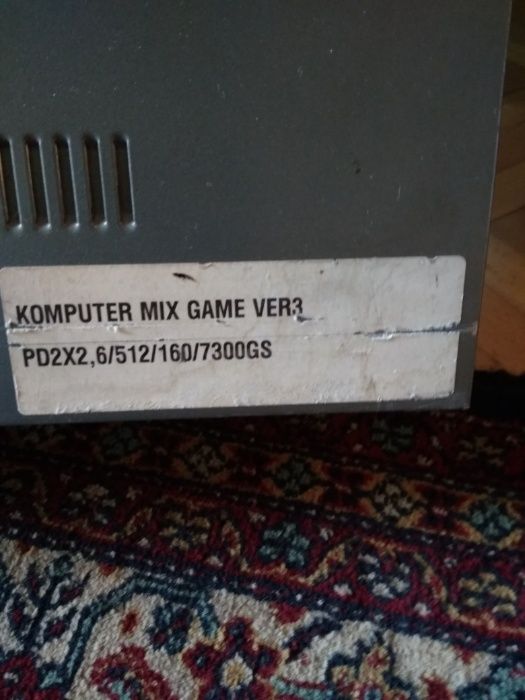 KOMPUTER MIX GAME VER3
PD2X2,6/512/160/7300GS